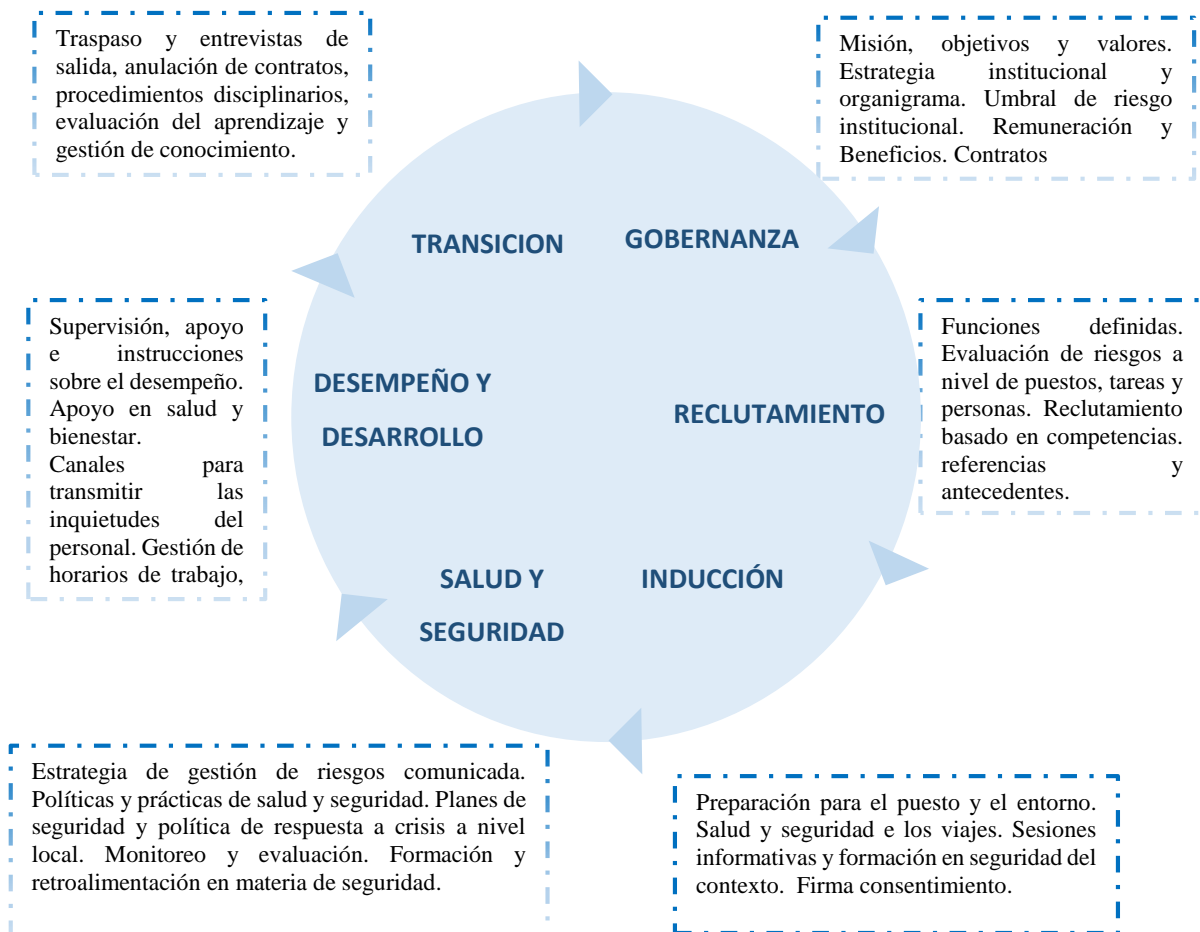 Traspaso y entrevistas de
salida, anulación de contratos,
procedimientos disciplinarios,
evaluación del aprendizaje y
gestión de conocimiento.
Misión, objetivos y valores.
Estrategia institucional y
organigrama. Umbral de riesgo
institucional. Remuneración y
Beneficios. Contratos
TRANSICION
GOBERNANZA
Supervisión, apoyo
e instrucciones
sobre el desempeño.
Apoyo en salud y
bienestar.
Canales para
transmitir las
inquietudes del
personal. Gestión de
horarios de trabajo,
DESEMPEÑO Y
DESARROLLO
RECLUTAMIENTO
Funciones definidas.
Evaluación de riesgos a
nivel de puestos, tareas y
personas. Reclutamiento
basado en competencias.
referencias y
antecedentes.
SALUD Y
SEGURIDAD
INDUCCIÓN
Estrategia de gestión de riesgos comunicada.
Políticas y prácticas de salud y seguridad. Planes de
seguridad y política de respuesta a crisis a nivel
local. Monitoreo y evaluación. Formación y
retroalimentación en materia de seguridad.
Preparación para el puesto y el entorno.
Salud y seguridad e los viajes. Sesiones
informativas y formación en seguridad del
contexto. Firma consentimiento.